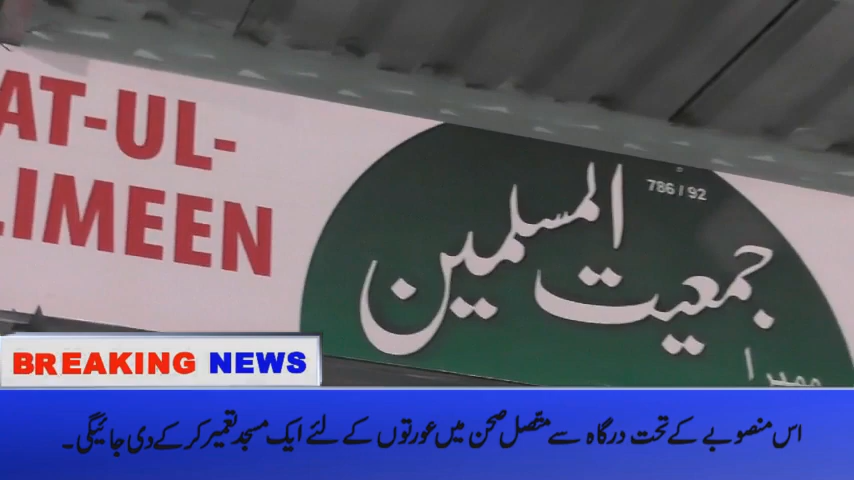 AT-UL-
LIMEEN
786/92
جمعیت المسلمین
BREAKING NEWS
اس منصوبے کے تحت درگاہ سے متصل صحن میں عورتوں کے لئے ایک مسجد تعمیر کر کے دی جائیگی۔